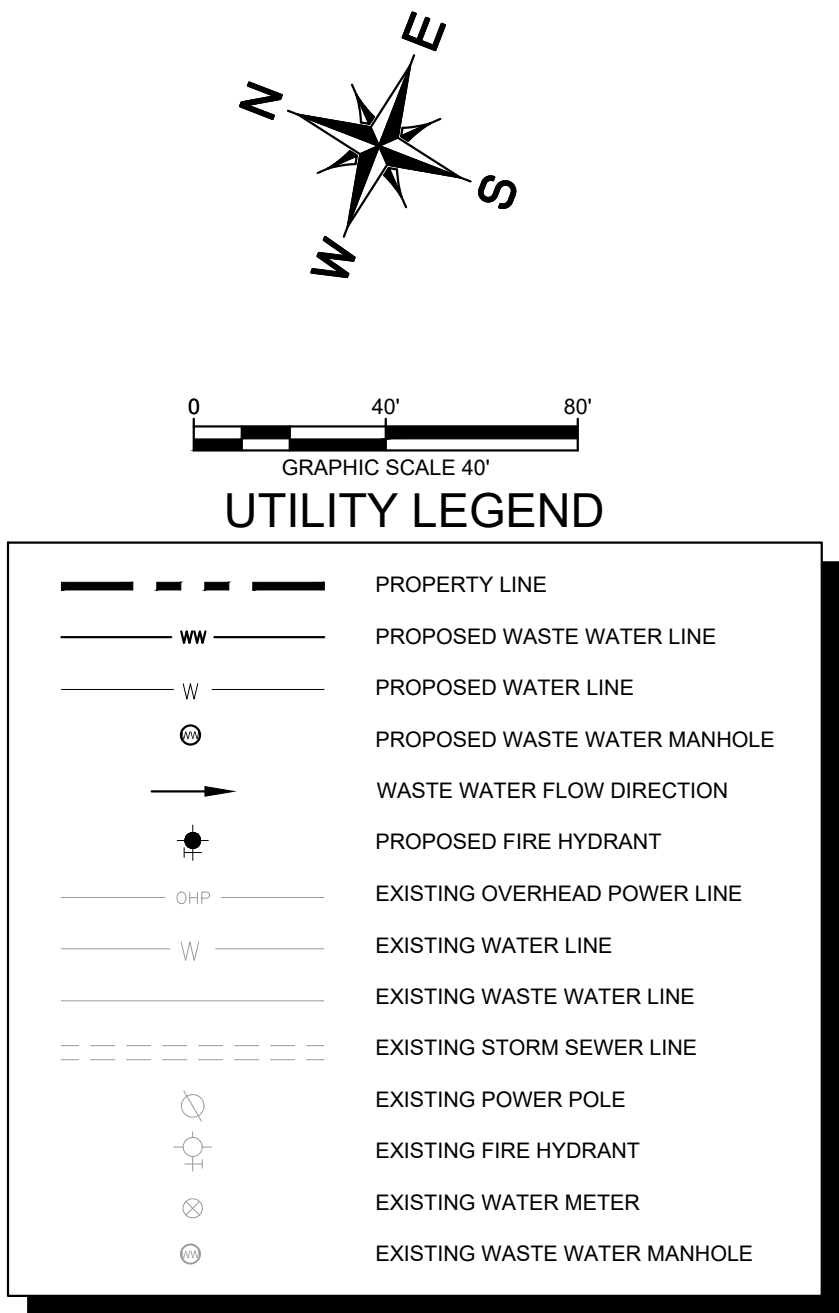 E
N
S
W
0 40' 80'
GRAPHIC SCALE 40'
UTILITY LEGEND
PROPERTY LINE
WW PROPOSED WASTE WATER LINE
W PROPOSED WATER LINE
WW PROPOSED WASTE WATER MANHOLE
WASTE WATER FLOW DIRECTION
PROPOSED FIRE HYDRANT
OHP EXISTING OVERHEAD POWER LINE
W EXISTING WATER LINE
EXISTING WASTE WATER LINE
EXISTING STORM SEWER LINE
EXISTING POWER POLE
EXISTING FIRE HYDRANT
EXISTING WATER METER
WW EXISTING WASTE WATER MANHOLE